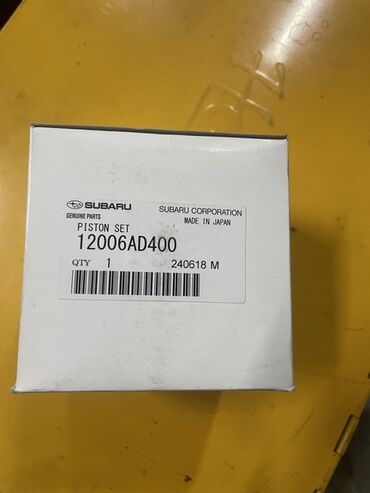 SUBARU
GENUINE PARTS
SUBARU CORPORATION
MADE IN JAPAN
PISTON SET
12006AD400
QTY 1 240618 M